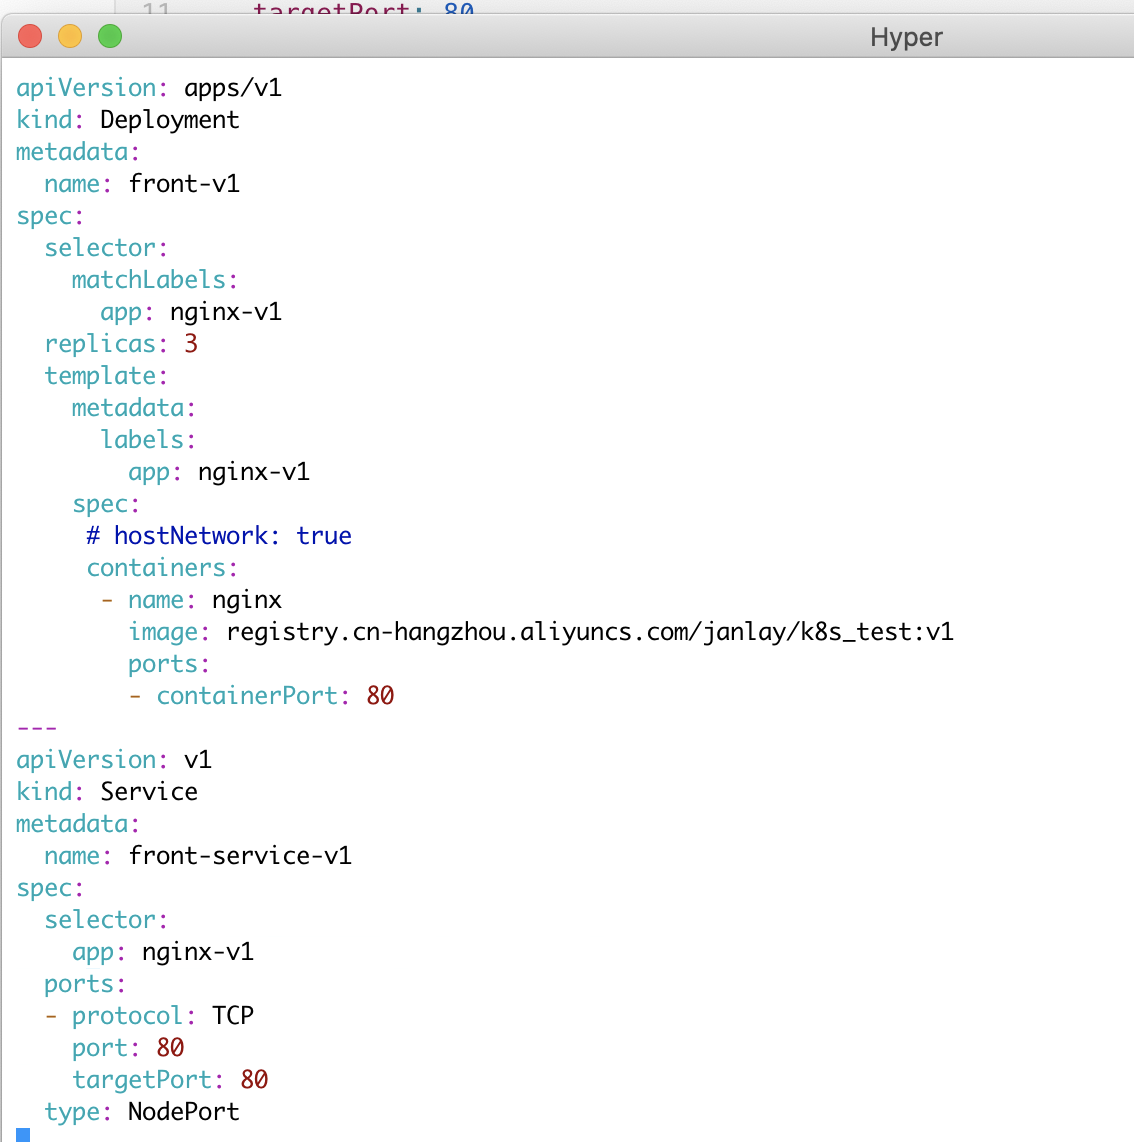 11 targetPort: 80
Hyper
apiVersion: apps/v1
kind: Deployment
metadata:
  name: front-v1
spec:
  selector:
    matchLabels:
      app: nginx-v1
  replicas: 3
  template:
    metadata:
      labels:
        app: nginx-v1
    spec:
     # hostNetwork: true
     containers:
      - name: nginx
        image: registry.cn-hangzhou.aliyuncs.com/janlay/k8s_test:v1
        ports:
        - containerPort: 80
---
apiVersion: v1
kind: Service
metadata:
  name: front-service-v1
spec:
  selector:
    app: nginx-v1
  ports:
  - protocol: TCP
    port: 80
    targetPort: 80
  type: NodePort